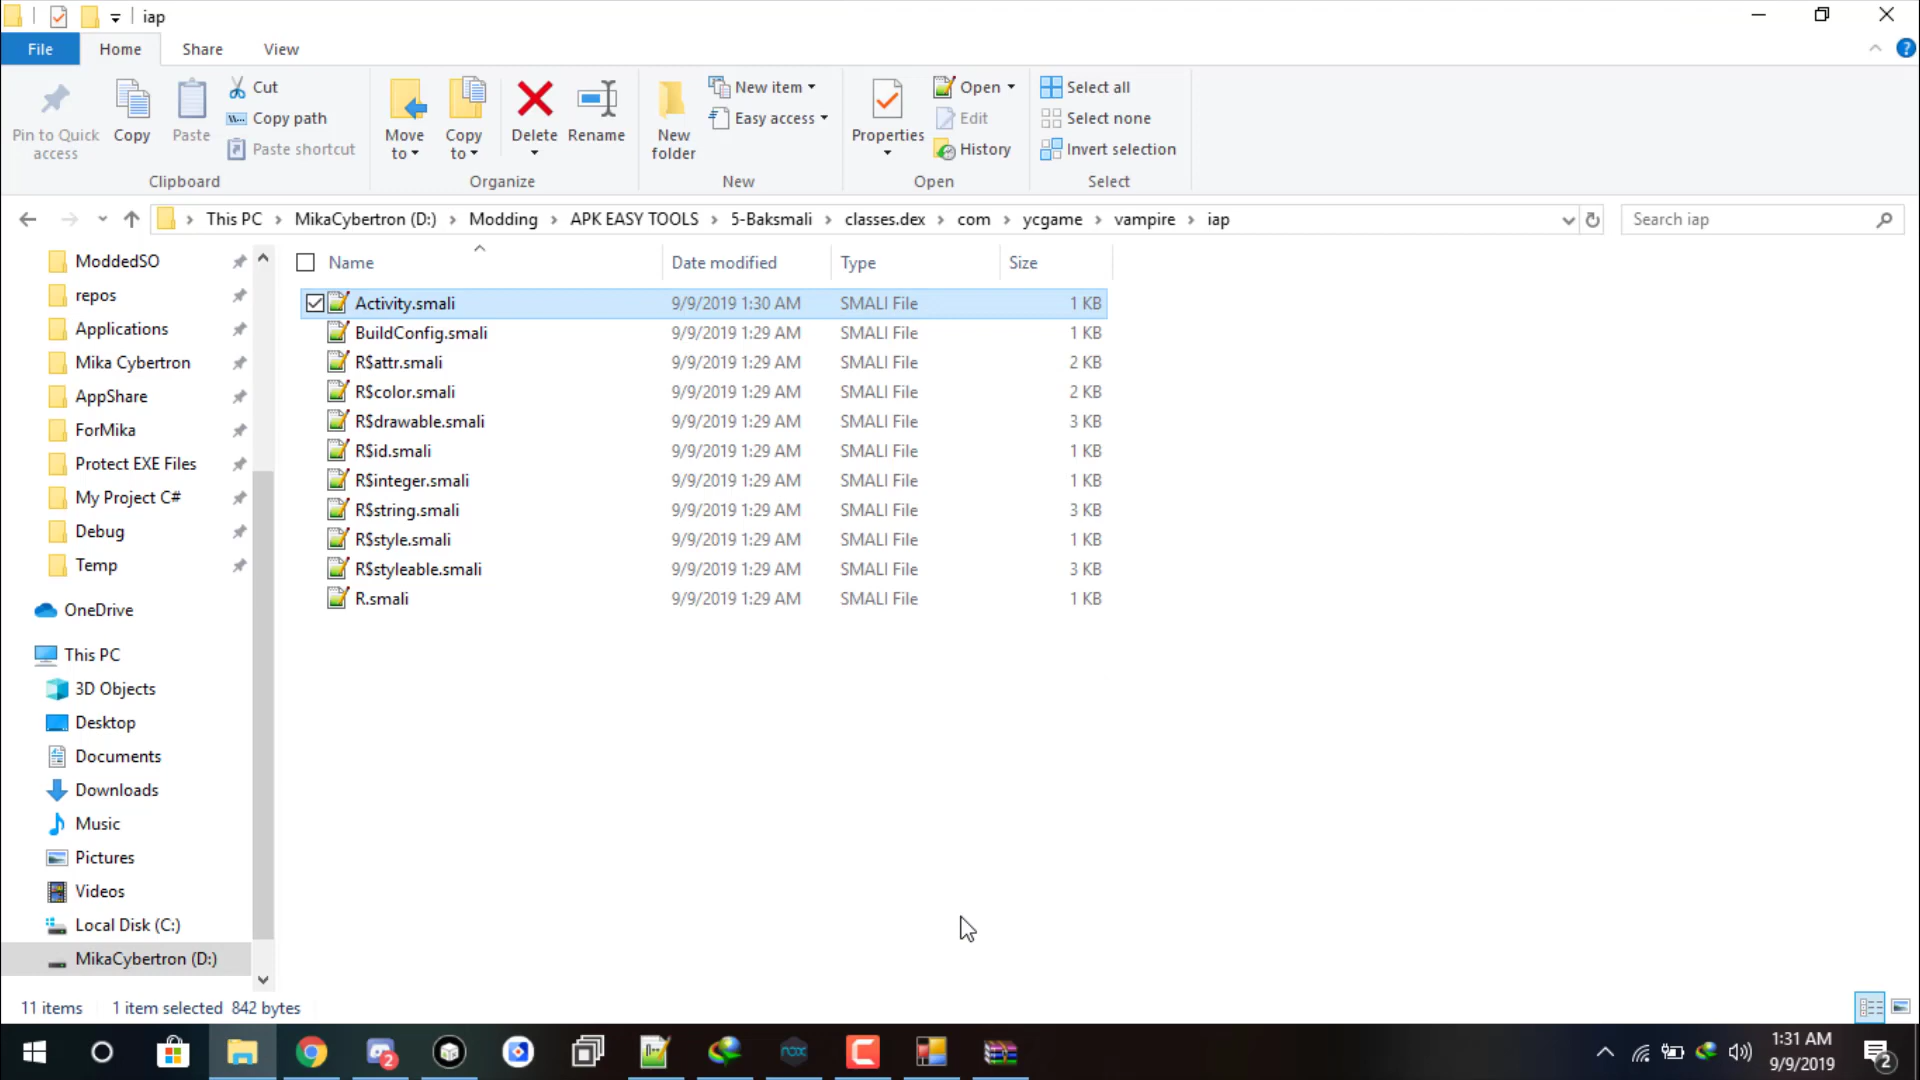 iap
File Home Share View
Pin to Quick access
Copy
Paste
Cut
Copy path
Paste shortcut
Clipboard
Move to
Copy to
Delete
Rename
Organize
New folder
New item
Easy access
New
Properties
Open
Edit
History
Open
Select all
Select none
Invert selection
Select
This PC MikaCybertron (D:) Modding APK EASY TOOLS 5-Baksmali classes.dex com ycgame vampire iap
Search iap
ModdedSO
repos
Applications
Mika Cybertron
AppShare
ForMika
Protect EXE Files
My Project C#
Debug
Temp
OneDrive
This PC
3D Objects
Desktop
Documents
Downloads
Music
Pictures
Videos
Local Disk (C:)
MikaCybertron (D:)
Name Date modified Type Size
Activity.smali 9/9/2019 1:30 AM SMALI File 1 KB
BuildConfig.smali 9/9/2019 1:29 AM SMALI File 1 KB
R$attr.smali 9/9/2019 1:29 AM SMALI File 2 KB
R$color.smali 9/9/2019 1:29 AM SMALI File 2 KB
R$drawable.smali 9/9/2019 1:29 AM SMALI File 3 KB
R$id.smali 9/9/2019 1:29 AM SMALI File 1 KB
R$integer.smali 9/9/2019 1:29 AM SMALI File 1 KB
R$string.smali 9/9/2019 1:29 AM SMALI File 3 KB
R$style.smali 9/9/2019 1:29 AM SMALI File 1 KB
R$styleable.smali 9/9/2019 1:29 AM SMALI File 3 KB
R.smali 9/9/2019 1:29 AM SMALI File 1 KB
11 items 1 item selected 842 bytes
2
nox
1:31 AM
9/9/2019
2